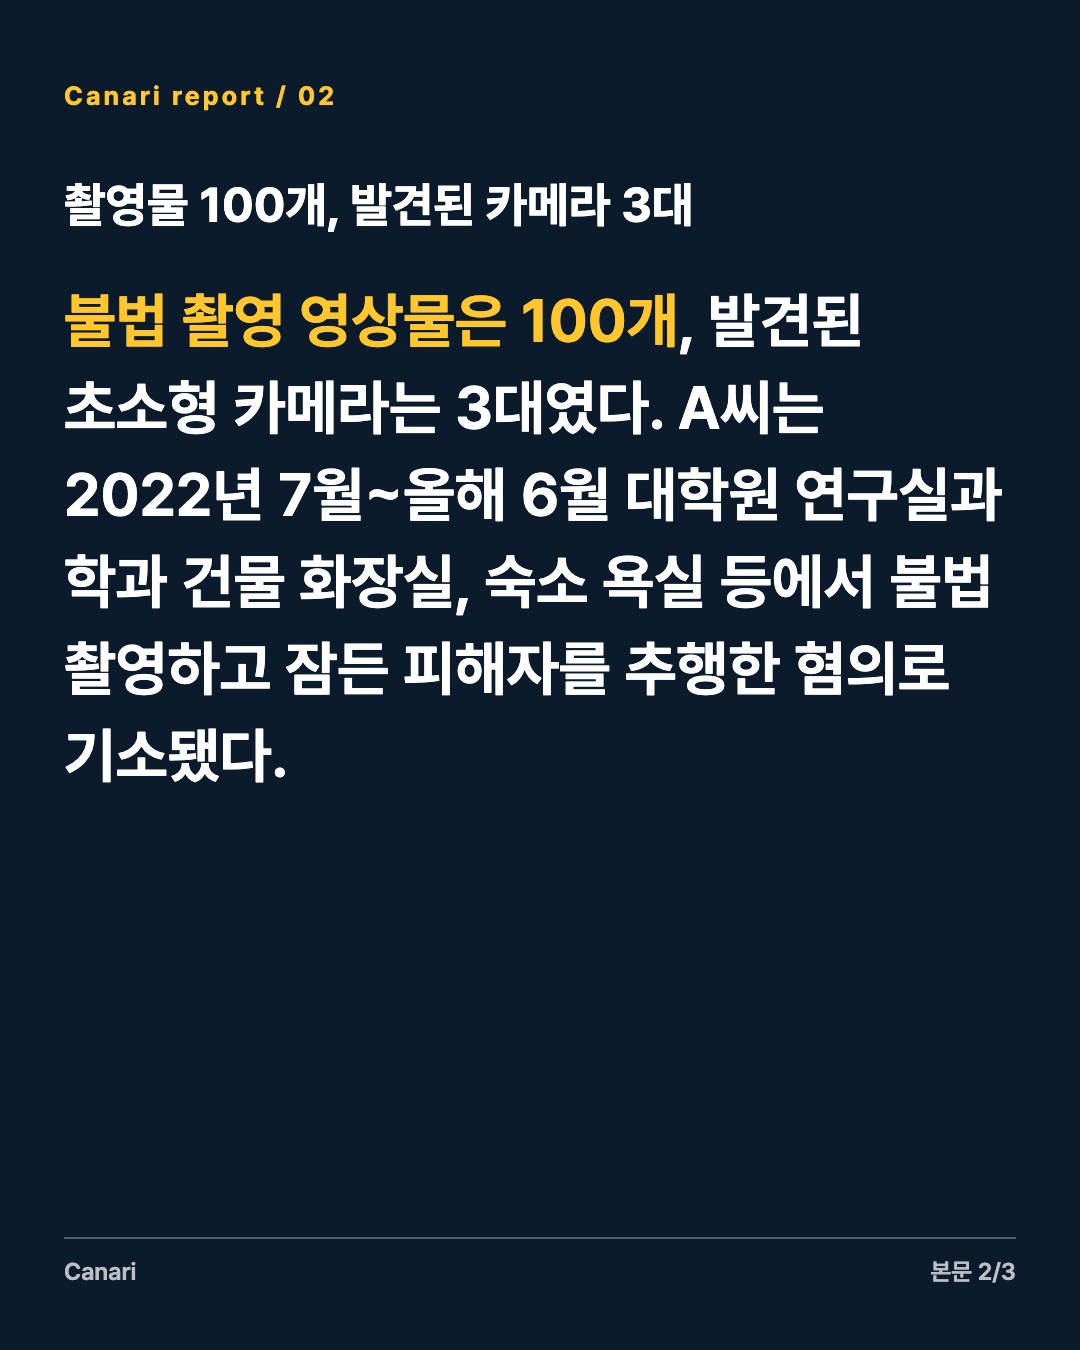 Canari report / 02
촬영물 100개, 발견된 카메라 3대
불법 촬영 영상물은 100개, 발견된
초소형 카메라는 3대였다. A씨는
2022년 7월~올해 6월 대학원 연구실과
학과 건물 화장실, 숙소 욕실 등에서 불법
촬영하고 잠든 피해자를 추행한 혐의로
기소됐다.
Canari
본문 2/3